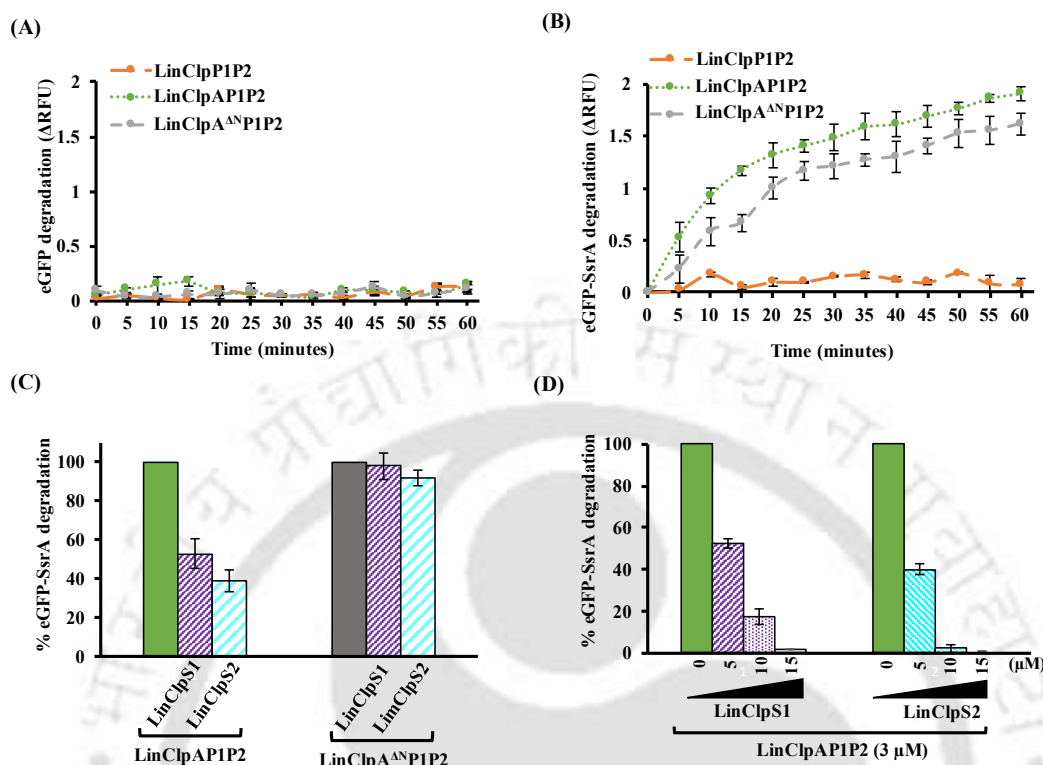 (A)
LinClpP1P2
LinClpAP1P2
LinClpA^ΔNP1P2
eGFP degradation (ΔRFU)
2
1.5
1
0.5
0
0 5 10 15 20 25 30 35 40 45 50 55 60
Time (minutes)
(B)
LinClpP1P2
LinClpAP1P2
LinClpA^ΔNP1P2
eGFP-SsrA degradation (ΔRFU)
2
1.5
1
0.5
0
0 5 10 15 20 25 30 35 40 45 50 55 60
Time (minutes)
(C)
% eGFP-SsrA degradation
100
80
60
40
20
0
LinClpS1
LinClpS2
LinClpS1
LimClpS2
LinClpAP1P2
LinClpA^ΔNP1P2
(D)
% eGFP-SsrA degradation
100
80
60
40
20
0
0 5 10 15 0 5 10 15 (μM)
1 2
LinClpS1 LinClpS2
LinClpAP1P2 (3 μM)